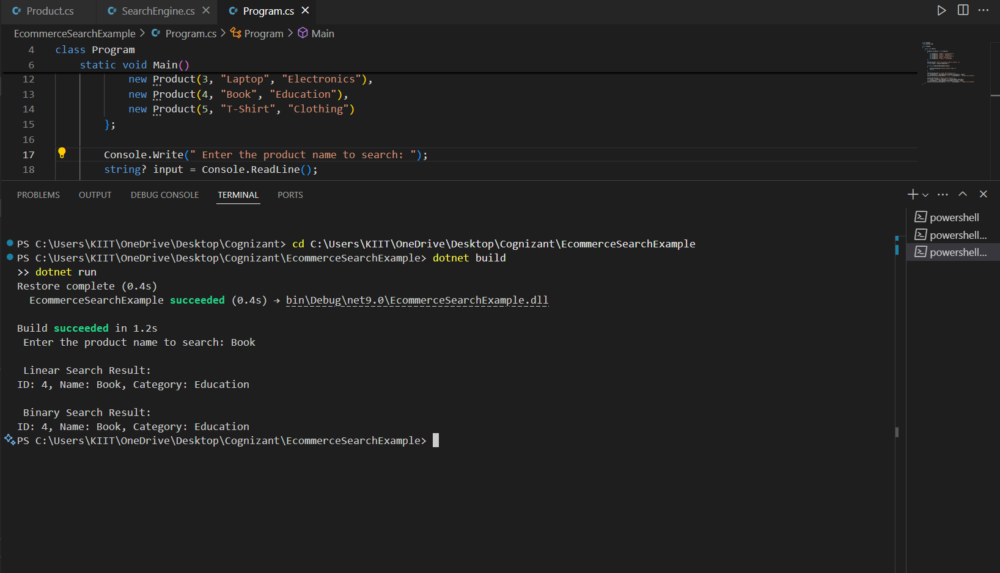 Product.cs SearchEngine.cs Program.cs
EcommerceSearchExample > Program.cs > Program > Main
4 class Program
6 static void Main()
12 new Product(3, "Laptop", "Electronics"),
13 new Product(4, "Book", "Education"),
14 new Product(5, "T-Shirt", "Clothing")
15 };
16
17 Console.Write(" Enter the product name to search: ");
18 string? input = Console.ReadLine();
PROBLEMS OUTPUT DEBUG CONSOLE TERMINAL PORTS
powershell
powershell...
powershell...
PS C:\Users\KIIT\OneDrive\Desktop\Cognizant> cd C:\Users\KIIT\OneDrive\Desktop\Cognizant\EcommerceSearchExample
PS C:\Users\KIIT\OneDrive\Desktop\Cognizant\EcommerceSearchExample> dotnet build
>> dotnet run
Restore complete (0.4s)
EcommerceSearchExample succeeded (0.4s) → bin\Debug\net9.0\EcommerceSearchExample.dll
Build succeeded in 1.2s
Enter the product name to search: Book
Linear Search Result:
ID: 4, Name: Book, Category: Education
Binary Search Result:
ID: 4, Name: Book, Category: Education
PS C:\Users\KIIT\OneDrive\Desktop\Cognizant\EcommerceSearchExample>